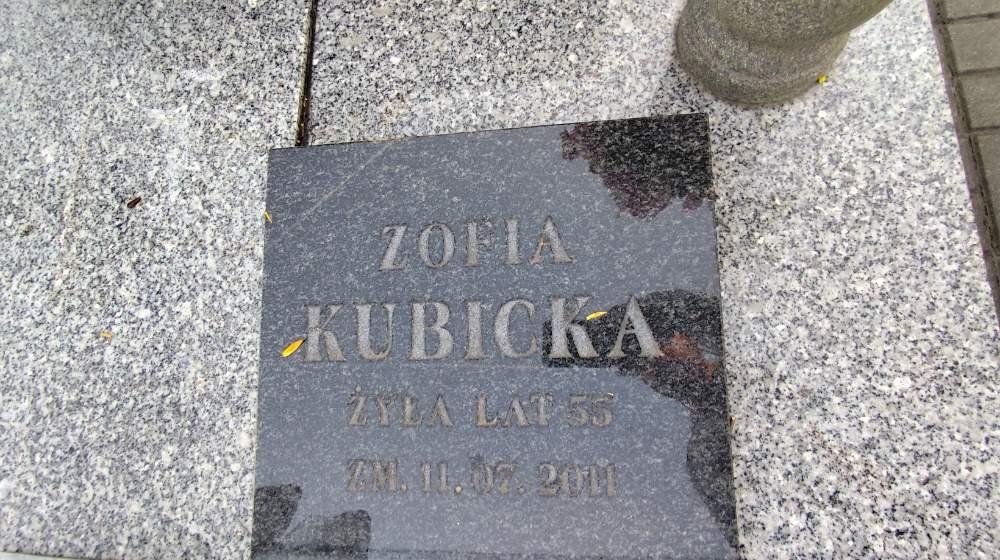 ZOFIA
KUBICKA
ŻYŁA LAT 55
ZM. 11.07.2011